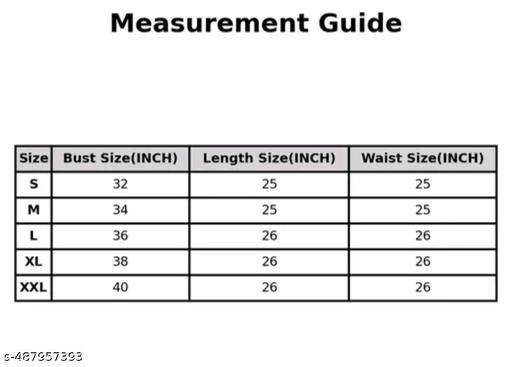 Measurement Guide
Size Bust Size(INCH) Length Size(INCH) Waist Size(INCH)
S 32 25 25
M 34 25 25
L 36 26 26
XL 38 26 26
XXL 40 26 26
s-487957393